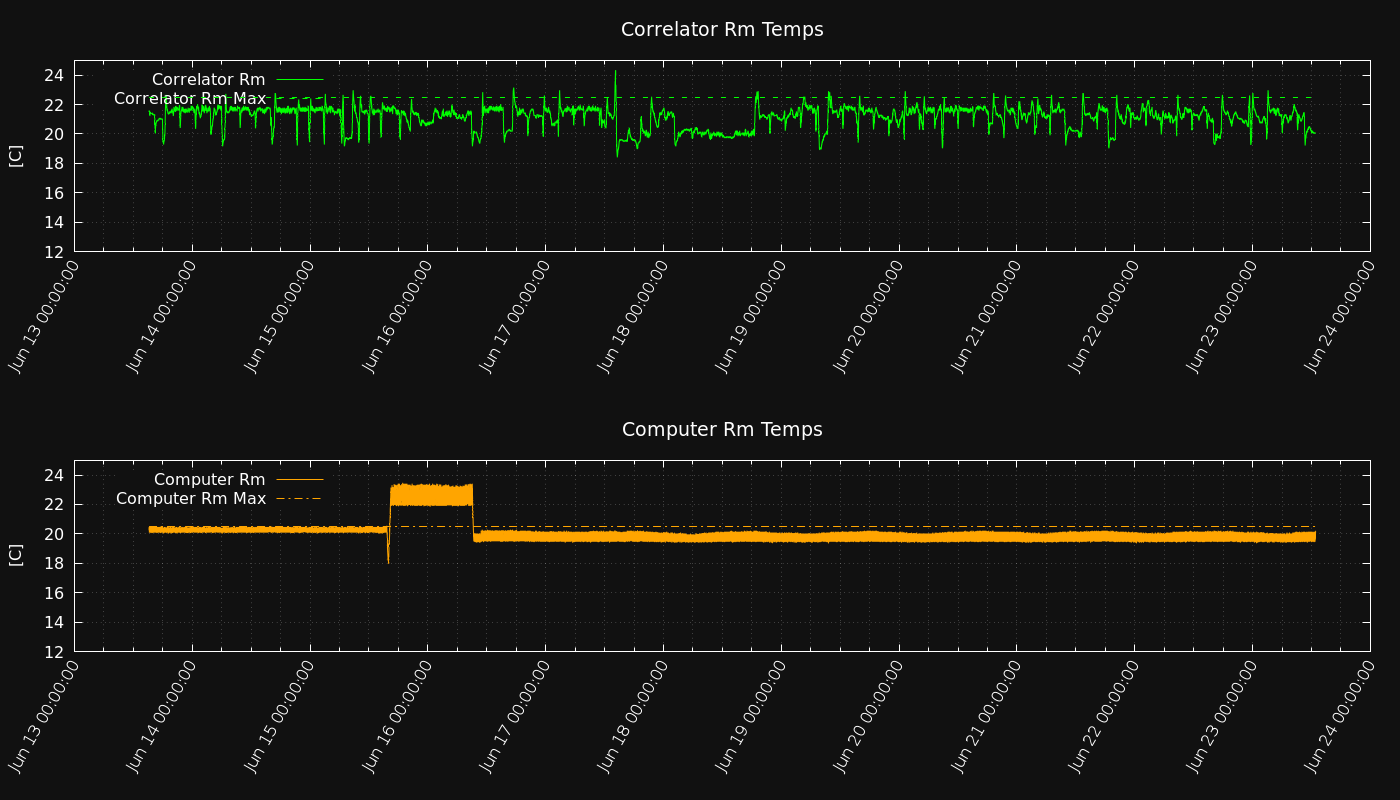 Correlator Rm Temps
Correlator Rm
Correlator Rm Max
[C]
24
22
20
18
16
14
12
Jun 13 00:00:00
Jun 14 00:00:00
Jun 15 00:00:00
Jun 16 00:00:00
Jun 17 00:00:00
Jun 18 00:00:00
Jun 19 00:00:00
Jun 20 00:00:00
Jun 21 00:00:00
Jun 22 00:00:00
Jun 23 00:00:00
Jun 24 00:00:00
Computer Rm Temps
Computer Rm
Computer Rm Max
[C]
24
22
20
18
16
14
12
Jun 13 00:00:00
Jun 14 00:00:00
Jun 15 00:00:00
Jun 16 00:00:00
Jun 17 00:00:00
Jun 18 00:00:00
Jun 19 00:00:00
Jun 20 00:00:00
Jun 21 00:00:00
Jun 22 00:00:00
Jun 23 00:00:00
Jun 24 00:00:00